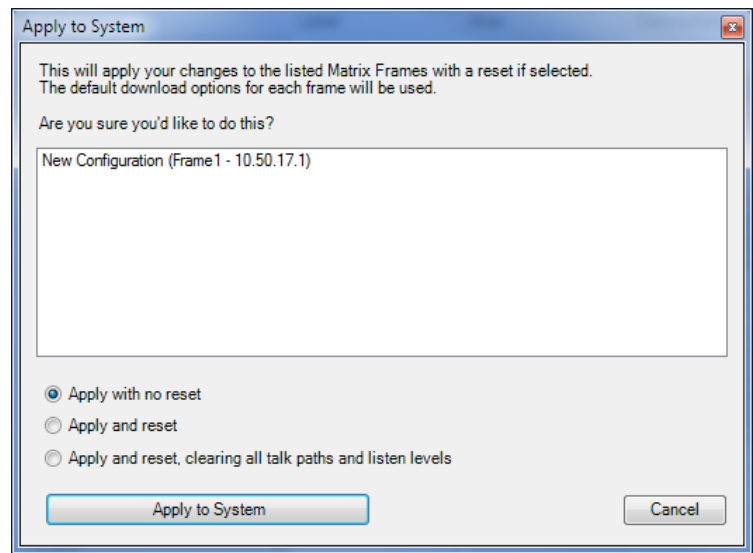 Apply to System
This will apply your changes to the listed Matrix Frames with a reset if selected.
The default download options for each frame will be used.
Are you sure you'd like to do this?
New Configuration (Frame1 - 10.50.17.1)
Apply with no reset
Apply and reset
Apply and reset, clearing all talk paths and listen levels
Apply to System
Cancel